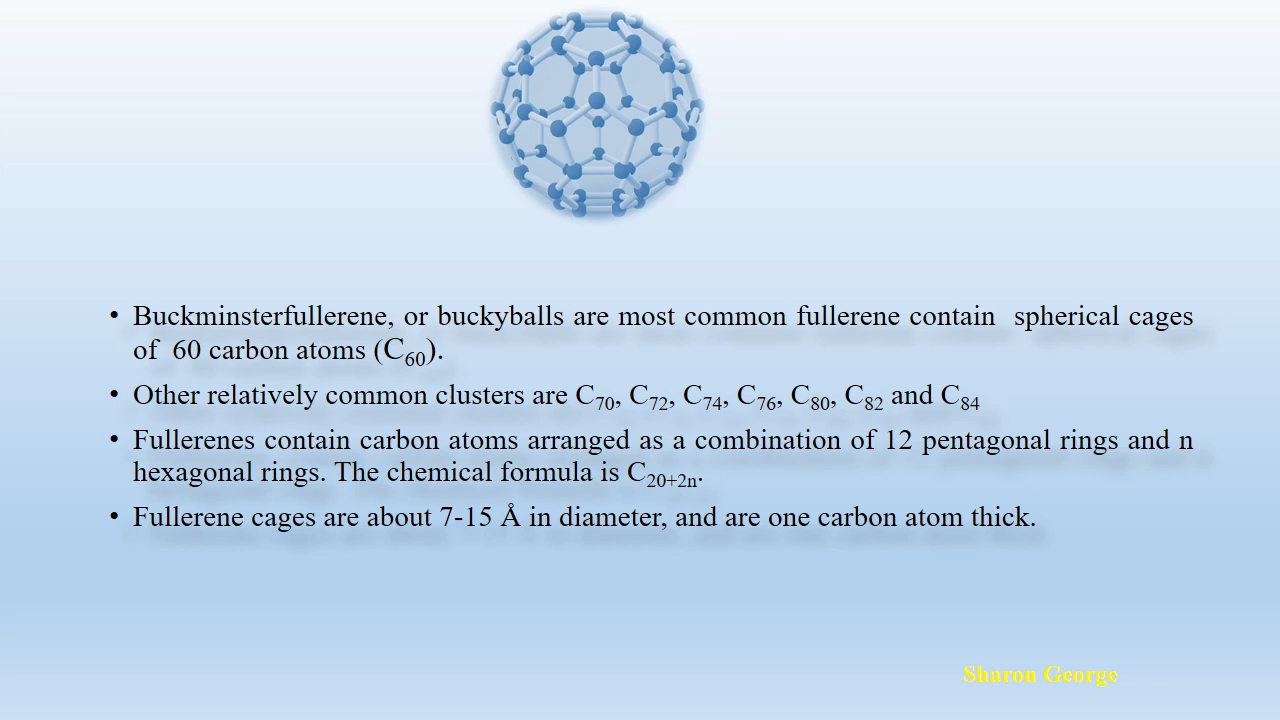 • Buckminsterfullerene, or buckyballs are most common fullerene contain  spherical cages
of  60 carbon atoms (C₆₀).
• Other relatively common clusters are C₇₀, C₇₂, C₇₄, C₇₆, C₈₀, C₈₂ and C₈₄
• Fullerenes contain carbon atoms arranged as a combination of 12 pentagonal rings and n
hexagonal rings. The chemical formula is C₂₀₊₂ₙ.
• Fullerene cages are about 7-15 Å in diameter, and are one carbon atom thick.
Sharon George